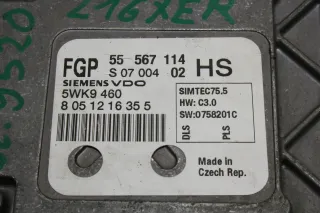 Z16XER
FGP 55 567 114 HS
S 07 004 02
SIEMENS VDO
5WK9 460
8 05 12 16 35 5
SIMTEC75.5
HW: C3.0
SW:0758201C
DLS
PLS
Made in
Czech Rep.
9520